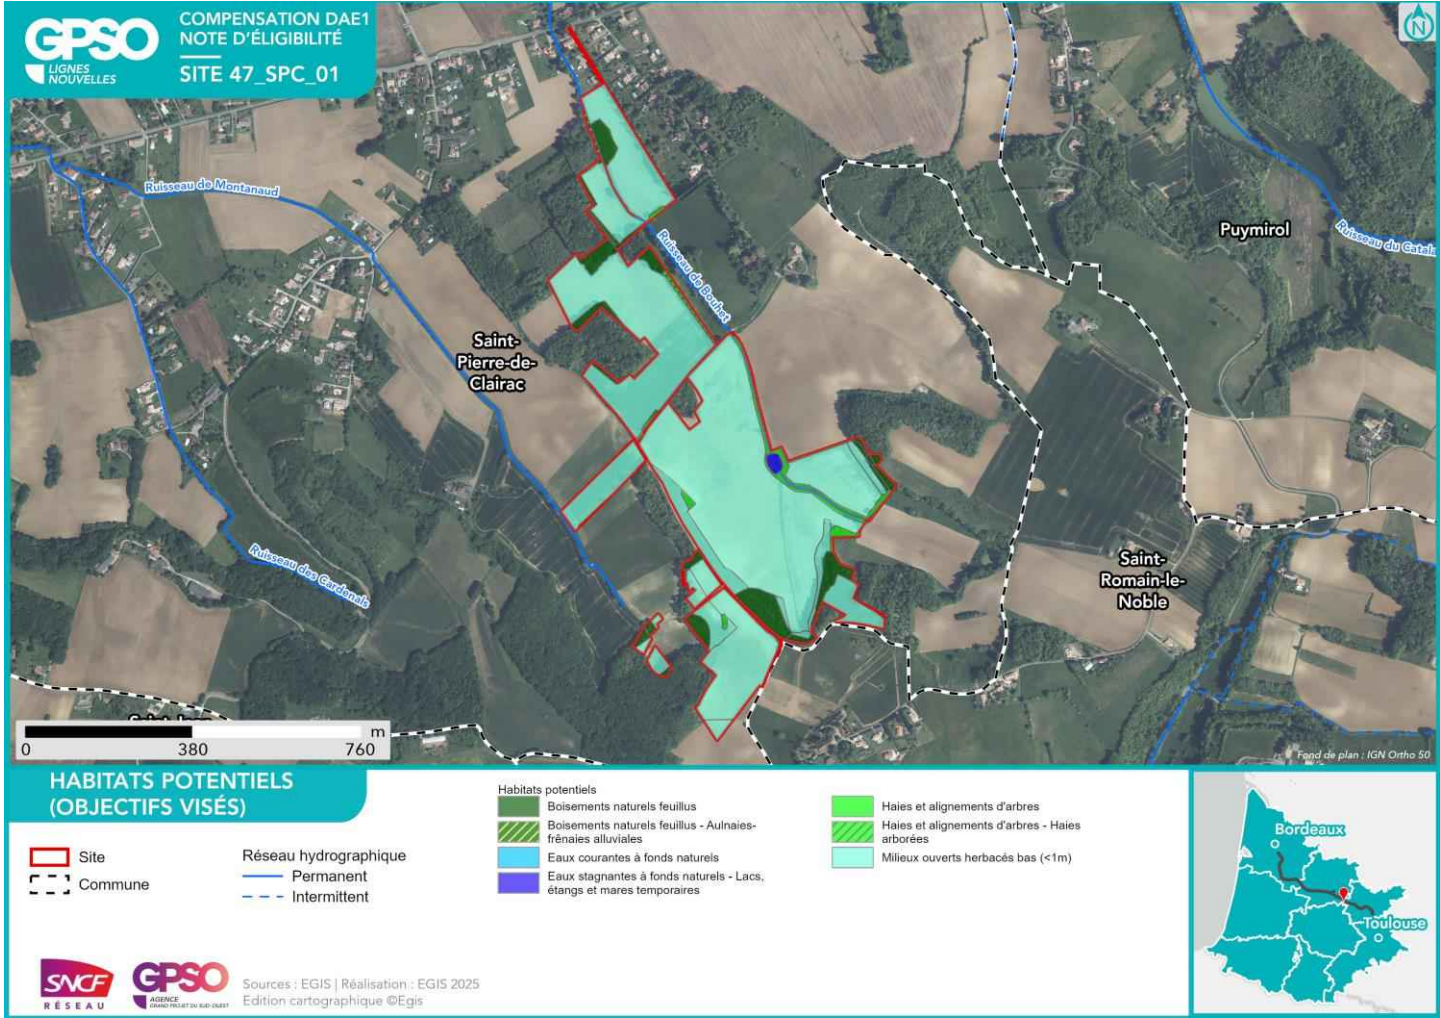 GPSO
LIGNES
NOUVELLES
COMPENSATION DAE1
NOTE D'ÉLIGIBILITÉ
SITE 47_SPC_01
N
Ruisseau de Montanaud
Ruisseau de Bouhet
Puymirol
Ruisseau du Catala
Saint-
Pierre-de-
Clairac
Ruisseau des Cardenals
Saint-
Romain-le-
Noble
m
0 380 760
Fond de plan : IGN Ortho 50
HABITATS POTENTIELS
(OBJECTIFS VISÉS)
Site
Commune
Réseau hydrographique
Permanent
Intermittent
Habitats potentiels
Boisements naturels feuillus
Boisements naturels feuillus - Aulnaies-
frênaies alluviales
Eaux courantes à fonds naturels
Eaux stagnantes à fonds naturels - Lacs,
étangs et mares temporaires
Haies et alignements d'arbres
Haies et alignements d'arbres - Haies
arborées
Milieux ouverts herbacés bas (<1m)
Bordeaux
Toulouse
SNCF
RÉSEAU
GPSO
AGENCE
GRAND PROJET DU SUD-OUEST
Sources : EGIS | Réalisation : EGIS 2025
Edition cartographique ©Egis